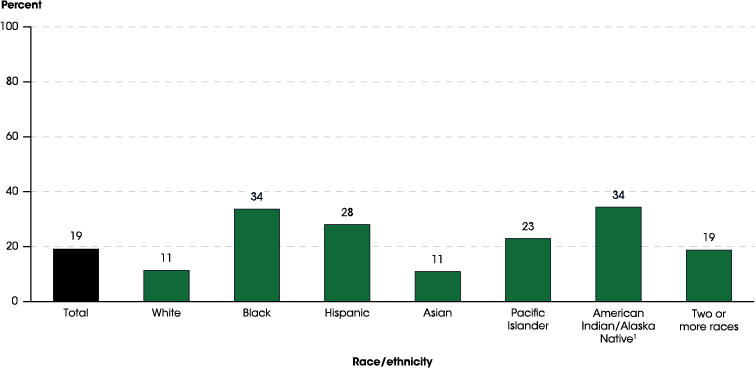 Percent
100
80
60
40
20
0
19
11
34
28
11
23
34
19
Total
White
Black
Hispanic
Asian
Pacific
Islander
American
Indian/Alaska
Native¹
Two or
more races
Race/ethnicity